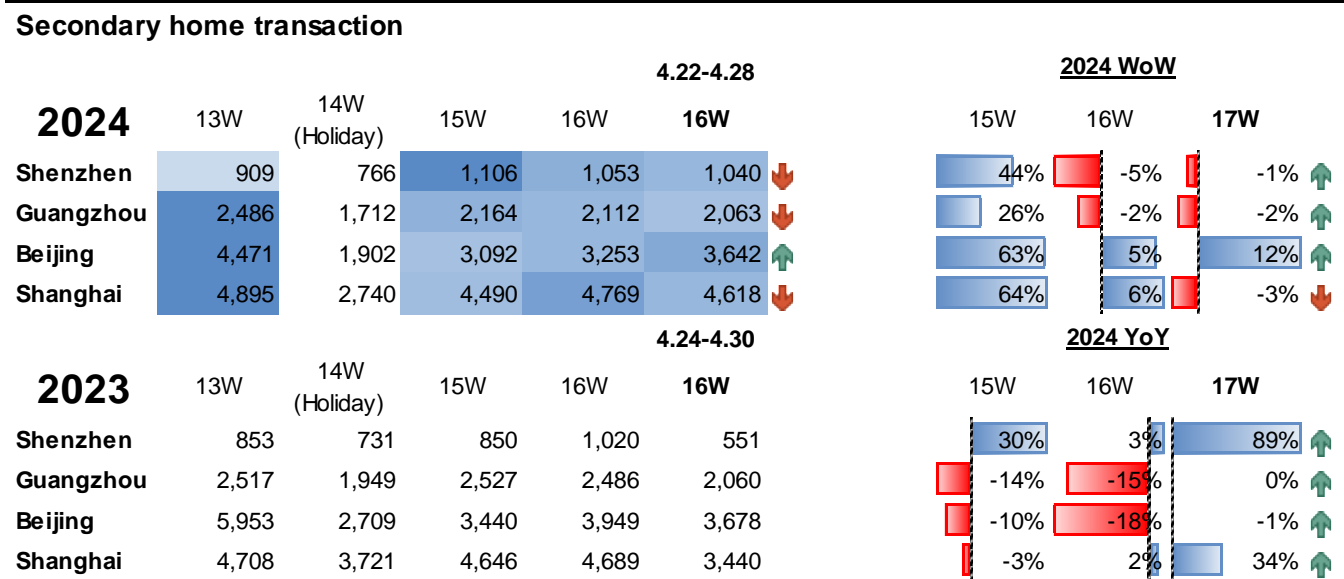 Secondary home transaction
4.22-4.28 2024 WoW
2024 13W 14W (Holiday) 15W 16W 16W 15W 16W 17W
Shenzhen 909 766 1,106 1,053 1,040 44% -5% -1%
Guangzhou 2,486 1,712 2,164 2,112 2,063 26% -2% -2%
Beijing 4,471 1,902 3,092 3,253 3,642 63% 5% 12%
Shanghai 4,895 2,740 4,490 4,769 4,618 64% 6% -3%
4.24-4.30 2024 YoY
2023 13W 14W (Holiday) 15W 16W 16W 15W 16W 17W
Shenzhen 853 731 850 1,020 551 30% 3% 89%
Guangzhou 2,517 1,949 2,527 2,486 2,060 -14% -15% 0%
Beijing 5,953 2,709 3,440 3,949 3,678 -10% -18% -1%
Shanghai 4,708 3,721 4,646 4,689 3,440 -3% 2% 34%